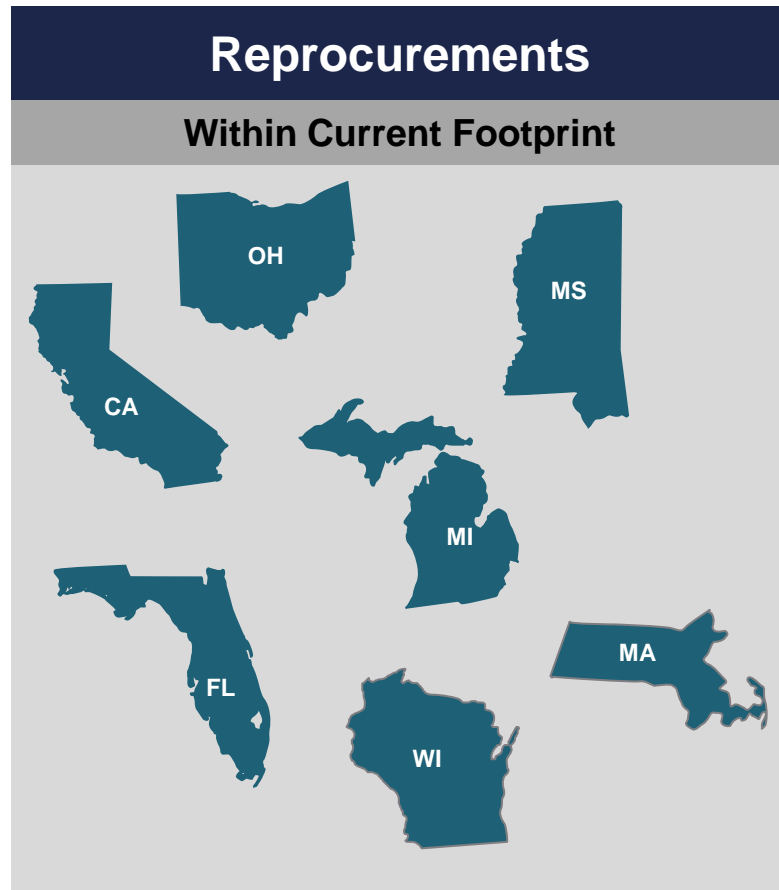 Reprocurements
Within Current Footprint
OH
MS
CA
MI
MA
FL
WI